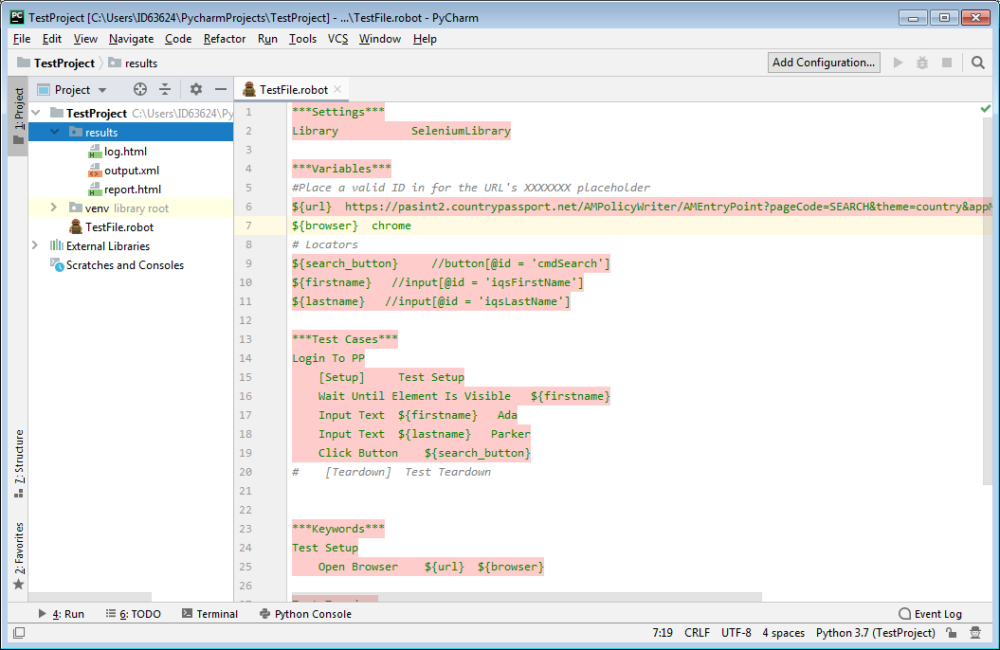 TestProject [C:\Users\ID63624\PycharmProjects\TestProject] - ...\TestFile.robot - PyCharm
File Edit View Navigate Code Refactor Run Tools VCS Window Help
TestProject results Add Configuration...
1: Project
Project
TestProject C:\Users\ID63624\Py
results
log.html
output.xml
report.html
venv library root
TestFile.robot
External Libraries
Scratches and Consoles
7: Structure
2: Favorites
TestFile.robot
1 ***Settings***
2 Library SeleniumLibrary
3
4 ***Variables***
5 #Place a valid ID in for the URL's XXXXXXX placeholder
6 ${url} https://pasint2.countrypassport.net/AMPolicyWriter/AMEntryPoint?pageCode=SEARCH&theme=country&appM
7 ${browser} chrome
8 # Locators
9 ${search_button} //button[@id = 'cmdSearch']
10 ${firstname} //input[@id = 'iqsFirstName']
11 ${lastname} //input[@id = 'iqsLastName']
12
13 ***Test Cases***
14 Login To PP
15 [Setup] Test Setup
16 Wait Until Element Is Visible ${firstname}
17 Input Text ${firstname} Ada
18 Input Text ${lastname} Parker
19 Click Button ${search_button}
20 # [Teardown] Test Teardown
21
22
23 ***Keywords***
24 Test Setup
25 Open Browser ${url} ${browser}
26
4: Run 6: TODO Terminal Python Console Event Log
7:19 CRLF UTF-8 4 spaces Python 3.7 (TestProject)